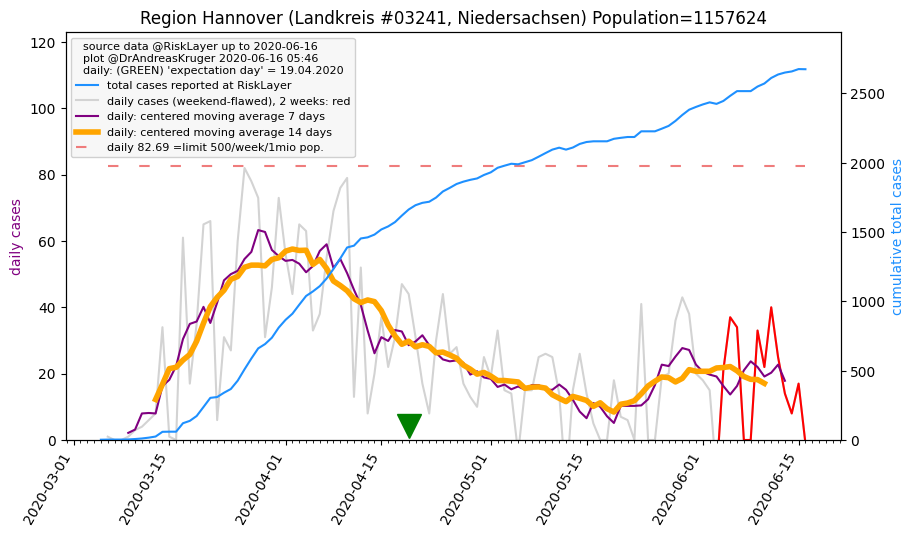 Region Hannover (Landkreis #03241, Niedersachsen) Population=1157624
source data @RiskLayer up to 2020-06-16
plot @DrAndreasKruger 2020-06-16 05:46
daily: (GREEN) 'expectation day' = 19.04.2020
total cases reported at RiskLayer
daily cases (weekend-flawed), 2 weeks: red
daily: centered moving average 7 days
daily: centered moving average 14 days
daily 82.69 =limit 500/week/1mio pop.
daily cases
120
100
80
60
40
20
0
cumulative total cases
2500
2000
1500
1000
500
0
2020-03-01
2020-03-15
2020-04-01
2020-04-15
2020-05-01
2020-05-15
2020-06-01
2020-06-15